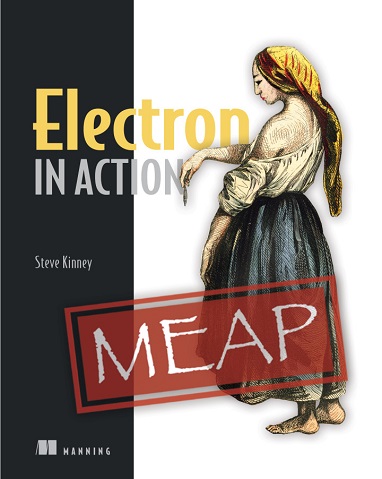 Electron
IN ACTION
Steve Kinney
MEAP
MANNING